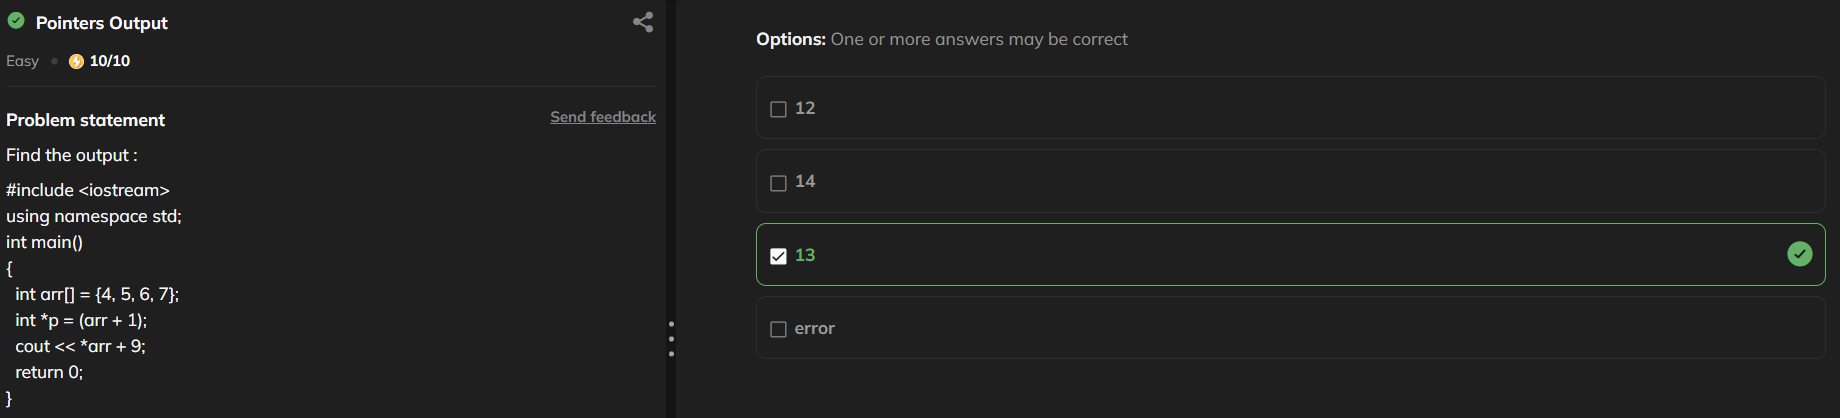 Pointers Output
Easy • 10/10
Problem statement
Send feedback
Find the output :
#include <iostream>
using namespace std;
int main()
{
int arr[] = {4, 5, 6, 7};
int *p = (arr + 1);
cout << *arr + 9;
return 0;
}
Options: One or more answers may be correct
12
14
13
error